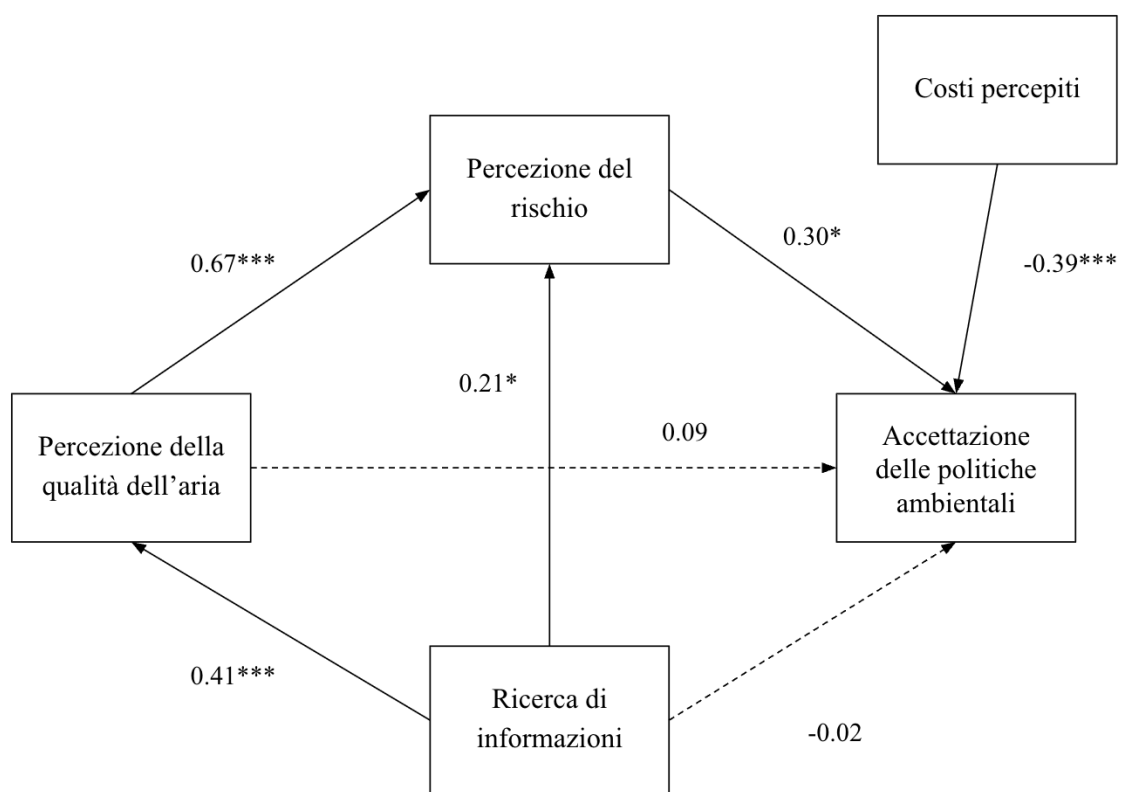 Costi percepiti
Percezione del
rischio
0.67***
0.30*
-0.39***
0.21*
Percezione della
qualità dell’aria
0.09
Accettazione
delle politiche
ambientali
0.41***
Ricerca di
informazioni
-0.02